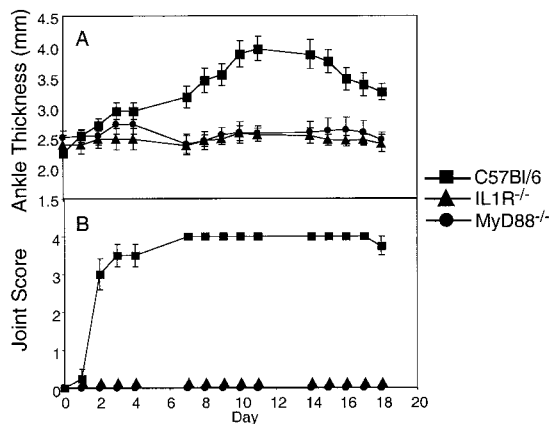 A
Ankle Thickness (mm)
4.5
4.0
3.5
3.0
2.5
2.0
1.5
C57Bl/6
IL1R-/-
MyD88-/-
B
Joint Score
4
3
2
1
0
0 2 4 6 8 10 12 14 16 18 20
Day